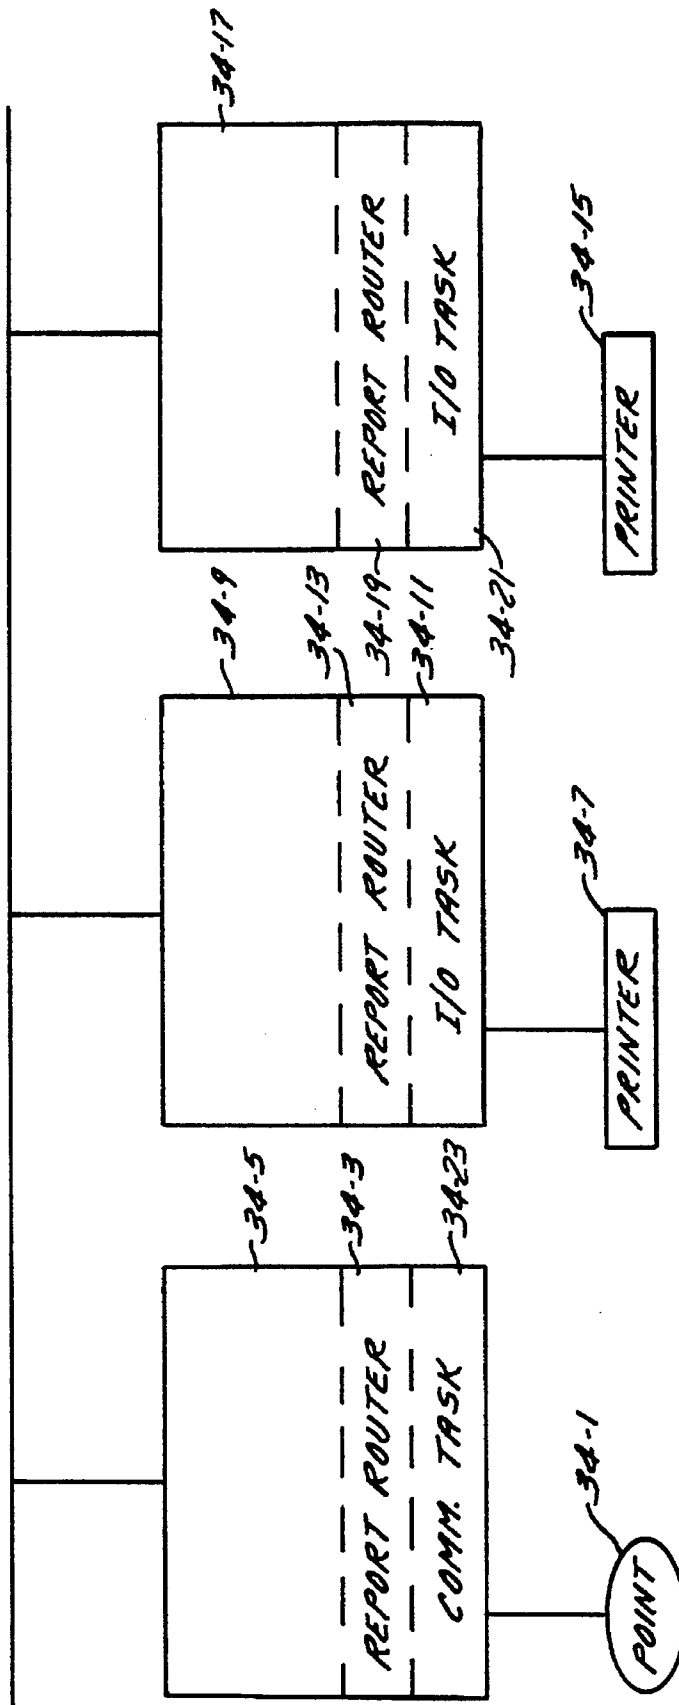 34-5
34-9
34-17
REPORT ROUTER
34-3
REPORT ROUTER
34-13
REPORT ROUTER
34-19
COMM. TASK
34-23
I/O TASK
34-11
I/O TASK
34-21
34-1
34-7
34-15
POINT
PRINTER
PRINTER